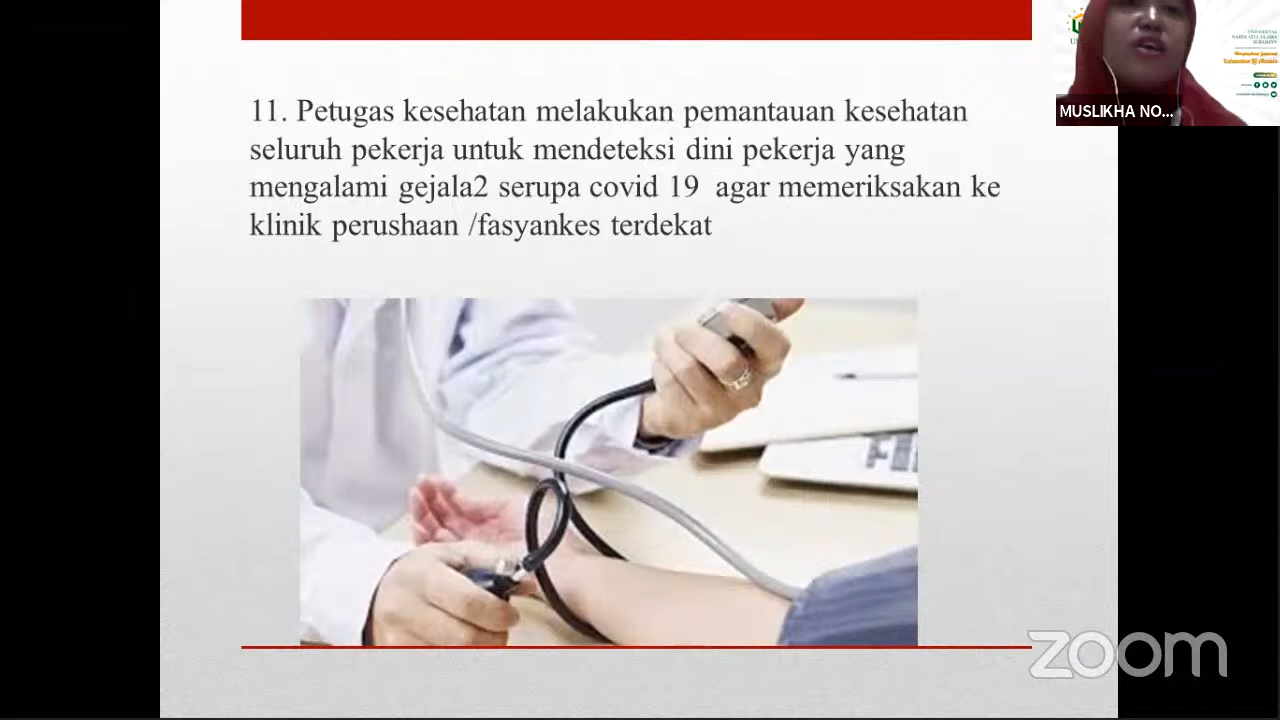 11. Petugas kesehatan melakukan pemantauan kesehatan
seluruh pekerja untuk mendeteksi dini pekerja yang
mengalami gejala2 serupa covid 19 agar memeriksakan ke
klinik perushaan /fasyankes terdekat
MUSLIKHA NO...
zoom